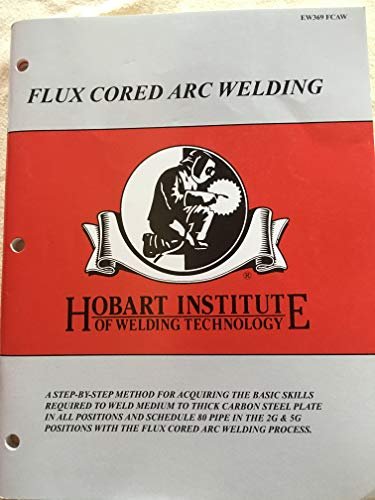 EW369 FCAW
FLUX CORED ARC WELDING
®
HOBART INSTITUTE
OF WELDING TECHNOLOGY
A STEP-BY-STEP METHOD FOR ACQUIRING THE BASIC SKILLS
REQUIRED TO WELD MEDIUM TO THICK CARBON STEEL PLATE
IN ALL POSITIONS AND SCHEDULE 80 PIPE IN THE 2G & 5G
POSITIONS WITH THE FLUX CORED ARC WELDING PROCESS.